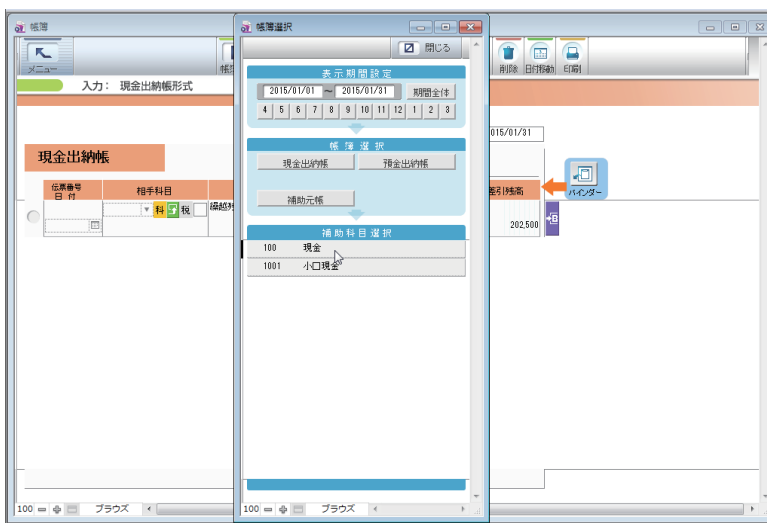 帳簿
帳簿選択
メニュー
閉じる
削除
日付移動
印刷
入力: 現金出納帳形式
表示期間設定
2015/01/01 ～ 2015/01/31 期間全体
4 5 6 7 8 9 10 11 12 1 2 3
015/01/31
帳簿選択
現金出納帳 預金出納帳
現金出納帳
補助元帳
伝票番号
日付
相手科目
差引残高
バインダー
科 税
202,500
補助科目選択
100 現金
1001 小口現金
100 ブラウズ
100 ブラウズ